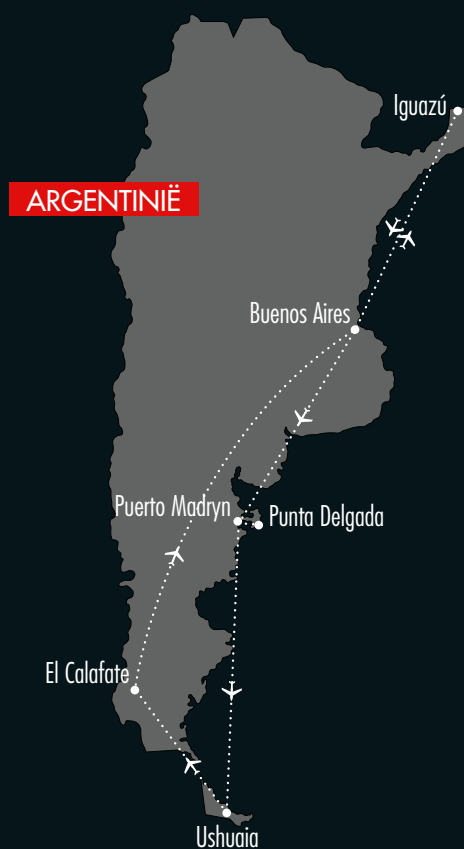 Iguazú
ARGENTINIË
Buenos Aires
Puerto Madryn
Punta Delgada
El Calafate
Ushuaia